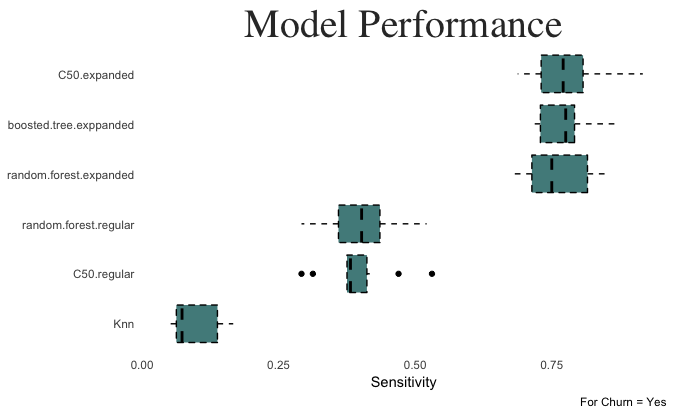 Model Performance
C50.expanded
boosted.tree.exppanded
random.forest.expanded
random.forest.regular
C50.regular
Knn
0.00 0.25 0.50 0.75
Sensitivity
For Churn = Yes